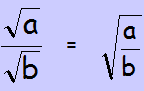 √a / √b = √(a/b)